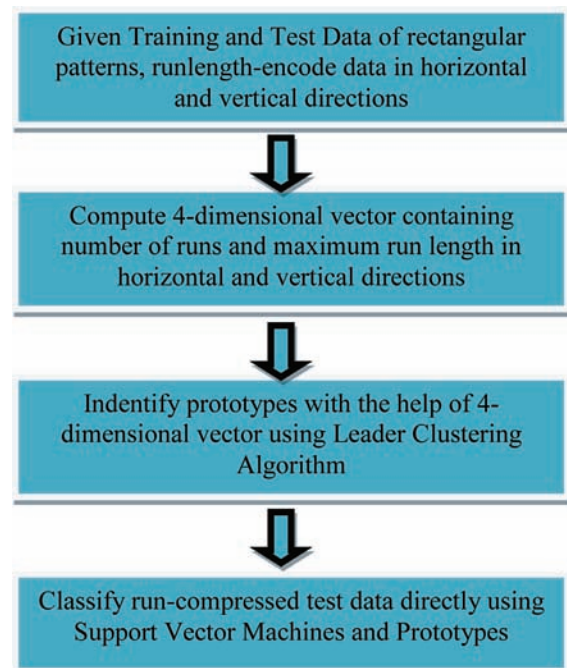 Given Training and Test Data of rectangular
patterns, runlength-encode data in horizontal
and vertical directions
Compute 4-dimensional vector containing
number of runs and maximum run length in
horizontal and vertical directions
Indentify prototypes with the help of 4-
dimensional vector using Leader Clustering
Algorithm
Classify run-compressed test data directly using
Support Vector Machines and Prototypes